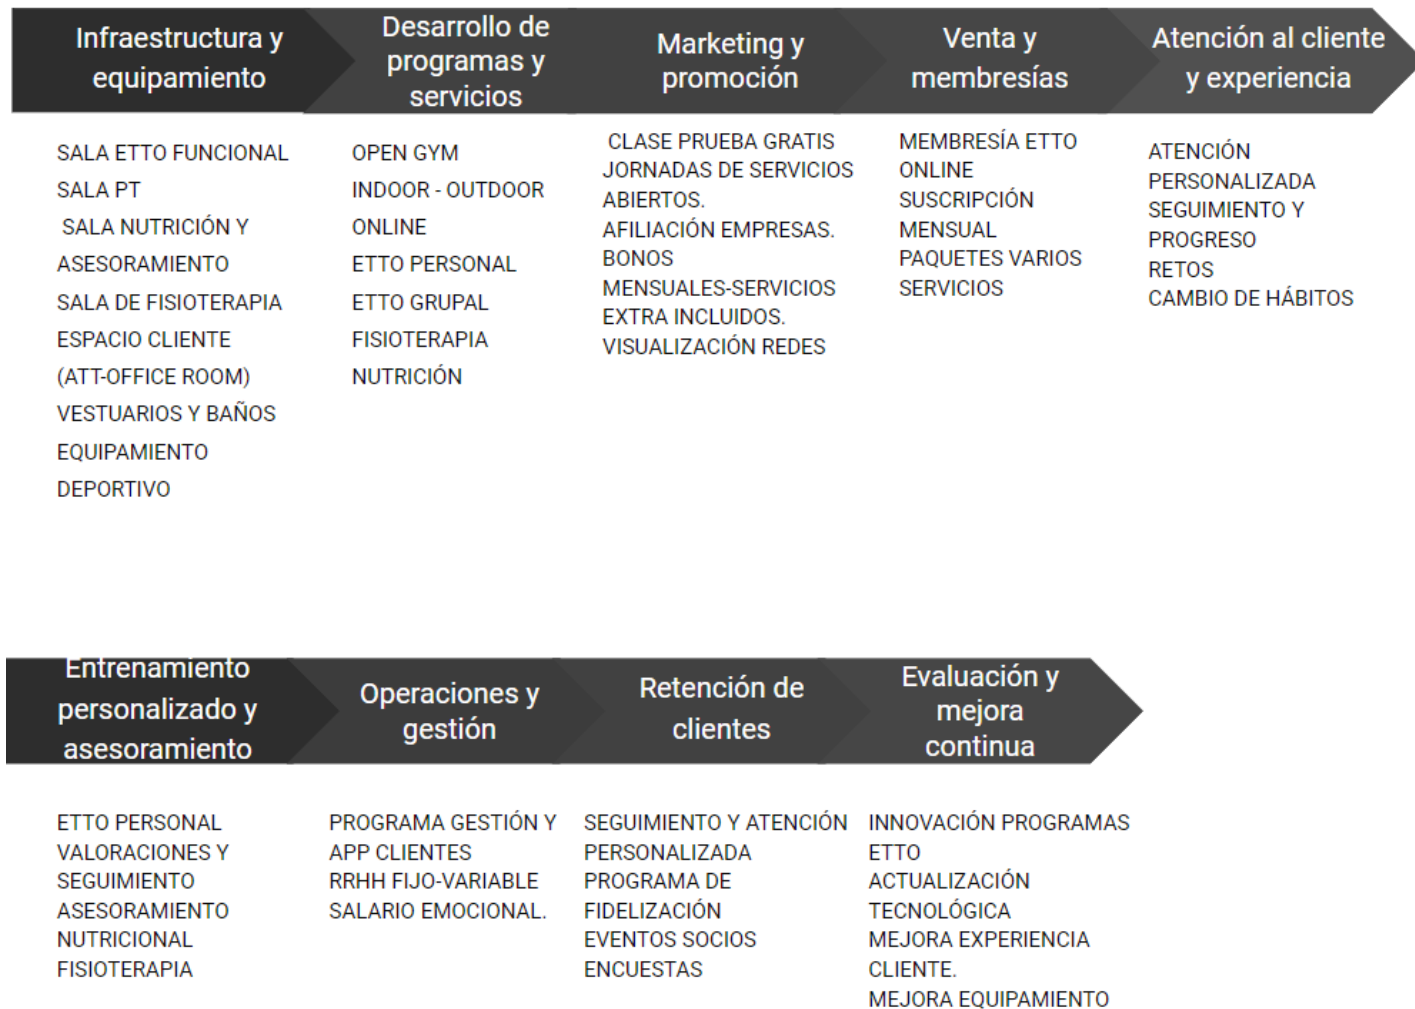 Infraestructura y
equipamiento
Desarrollo de
programas y
servicios
Marketing y
promoción
Venta y
membresías
Atención al cliente
y experiencia
SALA ETTO FUNCIONAL
SALA PT
SALA NUTRICIÓN Y
ASESORAMIENTO
SALA DE FISIOTERAPIA
ESPACIO CLIENTE
(ATT-OFFICE ROOM)
VESTUARIOS Y BAÑOS
EQUIPAMIENTO
DEPORTIVO
OPEN GYM
INDOOR - OUTDOOR
ONLINE
ETTO PERSONAL
ETTO GRUPAL
FISIOTERAPIA
NUTRICIÓN
CLASE PRUEBA GRATIS
JORNADAS DE SERVICIOS
ABIERTOS.
AFILIACIÓN EMPRESAS.
BONOS
MENSUALES-SERVICIOS
EXTRA INCLUIDOS.
VISUALIZACIÓN REDES
MEMBRESÍA ETTO
ONLINE
SUSCRIPCIÓN
MENSUAL
PAQUETES VARIOS
SERVICIOS
ATENCIÓN
PERSONALIZADA
SEGUIMIENTO Y
PROGRESO
RETOS
CAMBIO DE HÁBITOS
Entrenamiento
personalizado y
asesoramiento
Operaciones y
gestión
Retención de
clientes
Evaluación y
mejora
continua
ETTO PERSONAL
VALORACIONES Y
SEGUIMIENTO
ASESORAMIENTO
NUTRICIONAL
FISIOTERAPIA
PROGRAMA GESTIÓN Y
APP CLIENTES
RRHH FIJO-VARIABLE
SALARIO EMOCIONAL.
SEGUIMIENTO Y ATENCIÓN
PERSONALIZADA
PROGRAMA DE
FIDELIZACIÓN
EVENTOS SOCIOS
ENCUESTAS
INNOVACIÓN PROGRAMAS
ETTO
ACTUALIZACIÓN
TECNOLÓGICA
MEJORA EXPERIENCIA
CLIENTE.
MEJORA EQUIPAMIENTO